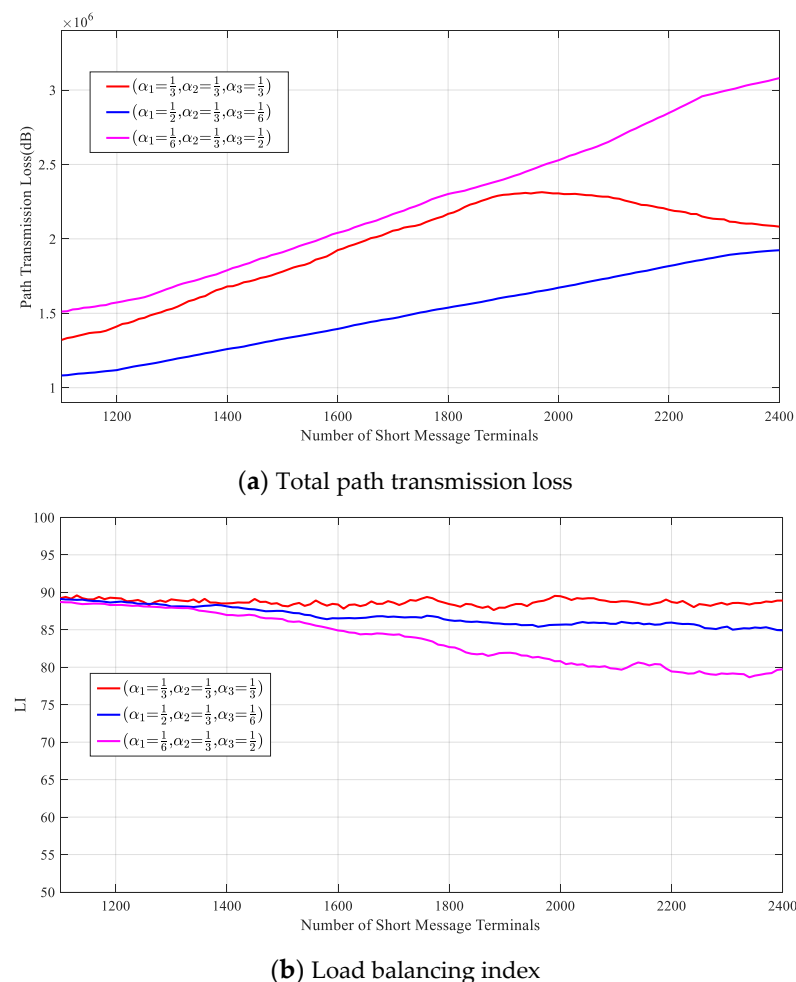 ×10⁶
3
2.5
2
1.5
1
Path Transmission Loss(dB)
(α₁=1/3,α₂=1/3,α₃=1/3)
(α₁=1/2,α₂=1/3,α₃=1/6)
(α₁=1/6,α₂=1/3,α₃=1/2)
1200 1400 1600 1800 2000 2200 2400
Number of Short Message Terminals
(a) Total path transmission loss
100
95
90
85
80
75
70
65
60
55
50
LI
(α₁=1/3,α₂=1/3,α₃=1/3)
(α₁=1/2,α₂=1/3,α₃=1/6)
(α₁=1/6,α₂=1/3,α₃=1/2)
1200 1400 1600 1800 2000 2200 2400
Number of Short Message Terminals
(b) Load balancing index